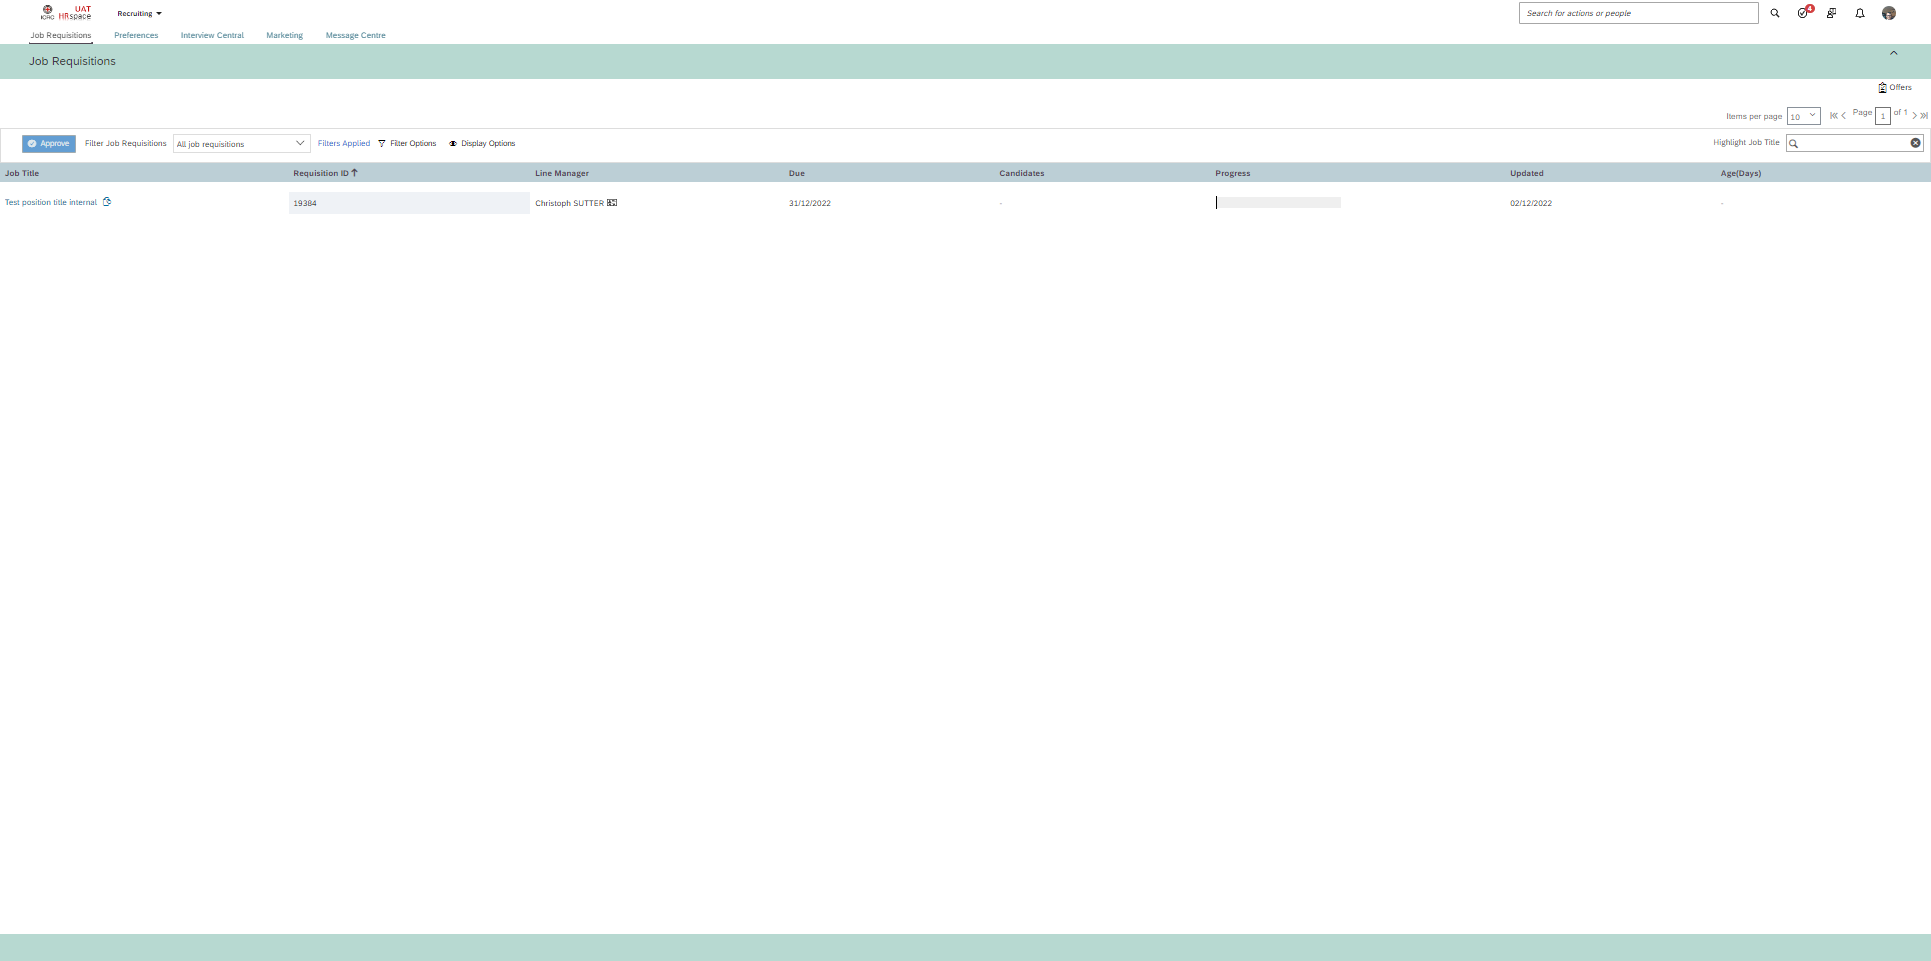 UAT
ICRC HRspace
Recruiting
Search for actions or people
4
Job Requisitions Preferences Interview Central Marketing Message Centre
Job Requisitions
Offers
Items per page 10 Page 1 of 1
Approve Filter Job Requisitions All job requisitions Filters Applied Filter Options Display Options Highlight Job Title
Job Title Requisition ID Line Manager Due Candidates Progress Updated Age(Days)
Test position title internal 19384 Christoph SUTTER 31/12/2022 - 02/12/2022 -